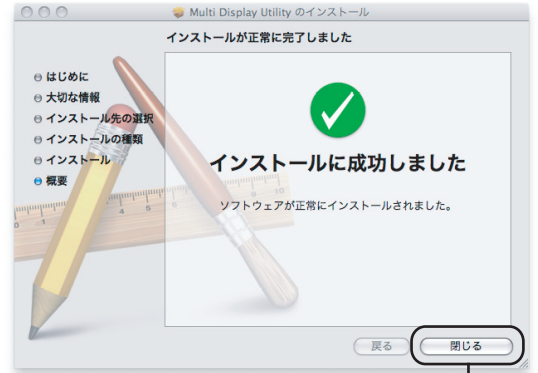 Multi Display Utility のインストール
インストールが正常に完了しました
はじめに
大切な情報
インストール先の選択
インストールの種類
インストール
概要
インストールに成功しました
ソフトウェアが正常にインストールされました。
戻る
閉じる